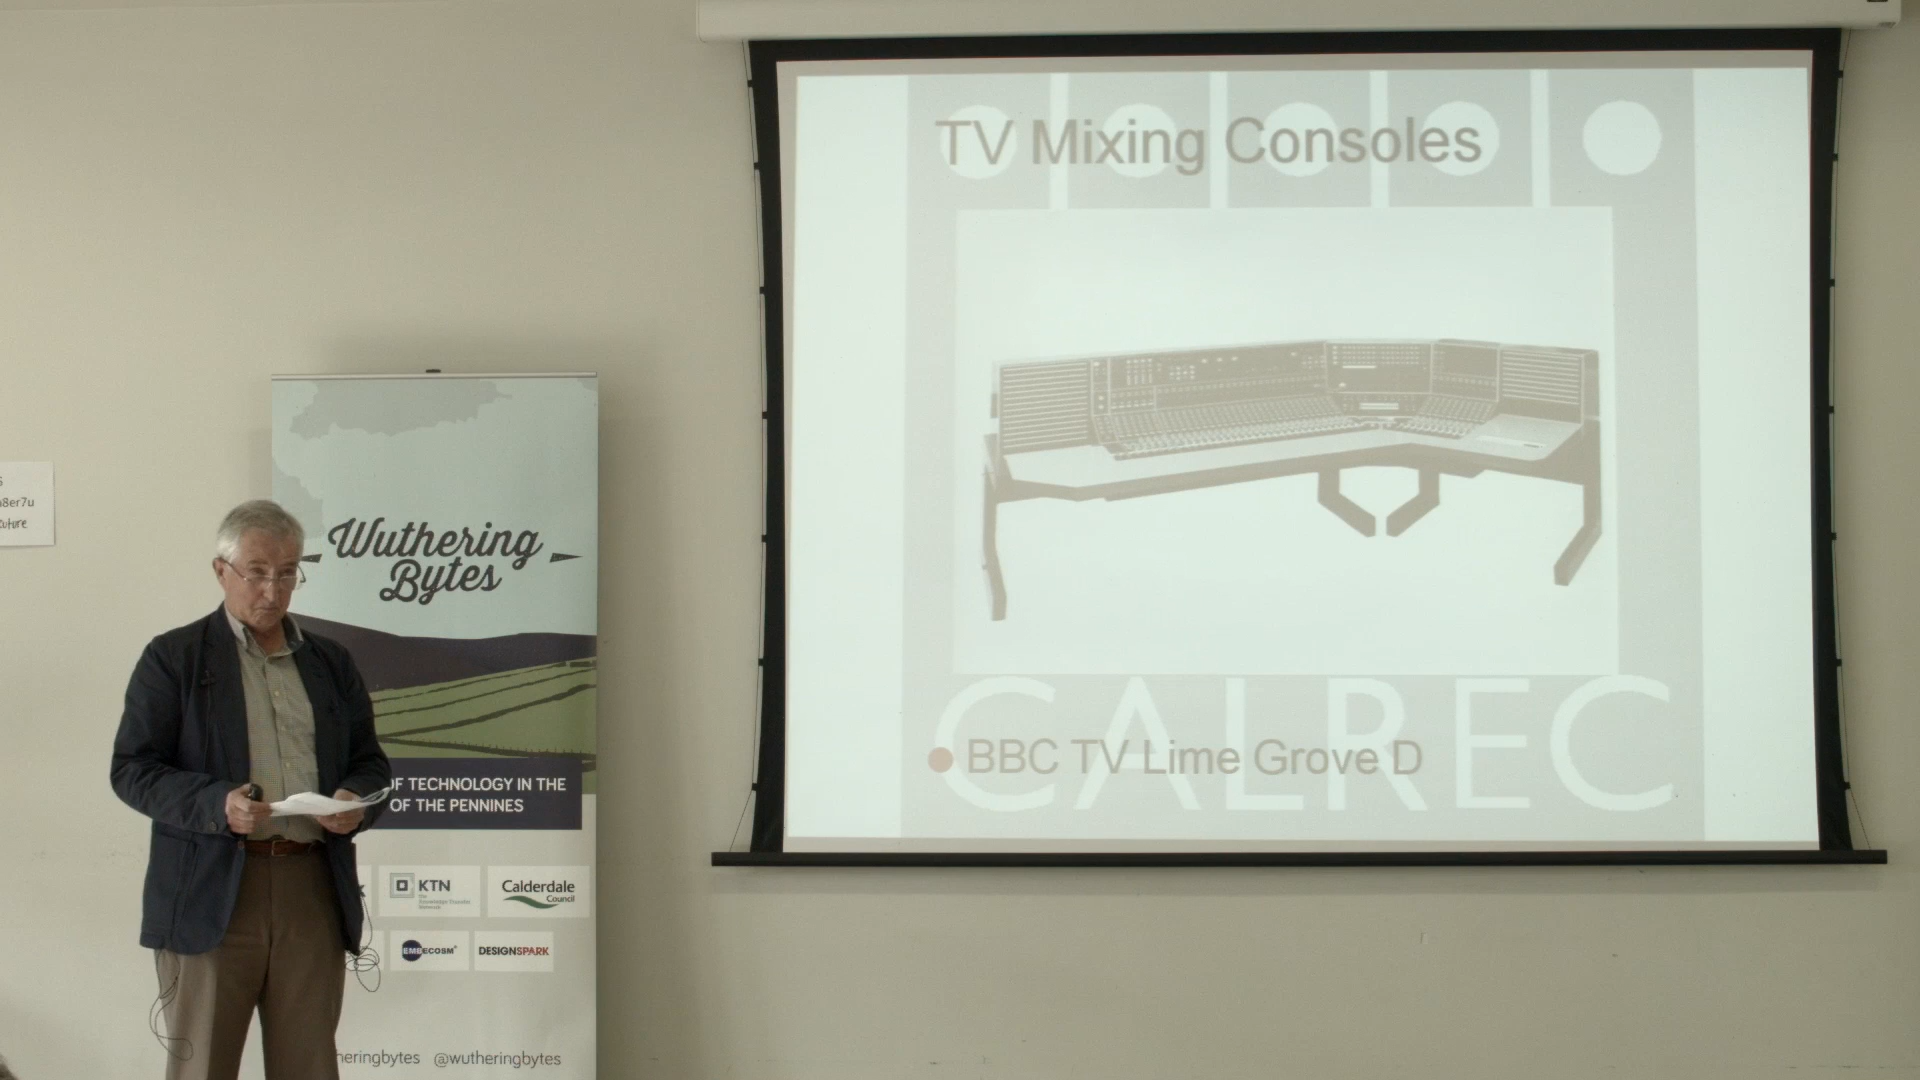 TV Mixing Consoles
CALREC
BBC TV Lime Grove D
Wuthering
Bytes
OF TECHNOLOGY IN THE
OF THE PENNINES
KTN
Calderdale
Council
EMBECOSM
DESIGNSPARK
@wutheringbytes